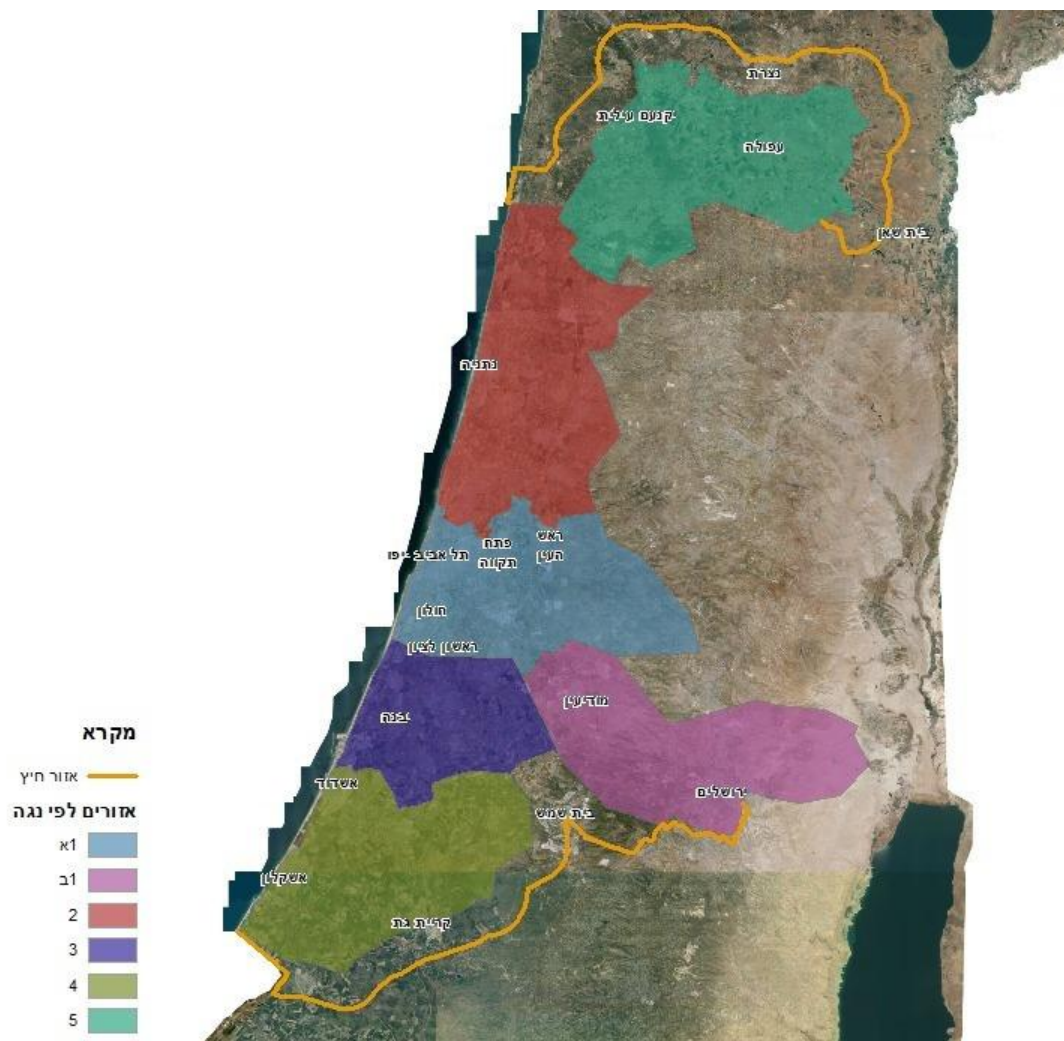 נצרת
יקנעם עילית
עפולה
בית שאן
נתניה
ראש
העין
פתח
תקווה
תל אביב -יפו
חולון
ראשון לציון
מודיעין
יבנה
אשדוד
ירושלים
בית שמש
אשקלון
קריית גת
מקרא
אזור חיץ
אזורים לפי נגה
1א
1ב
2
3
4
5